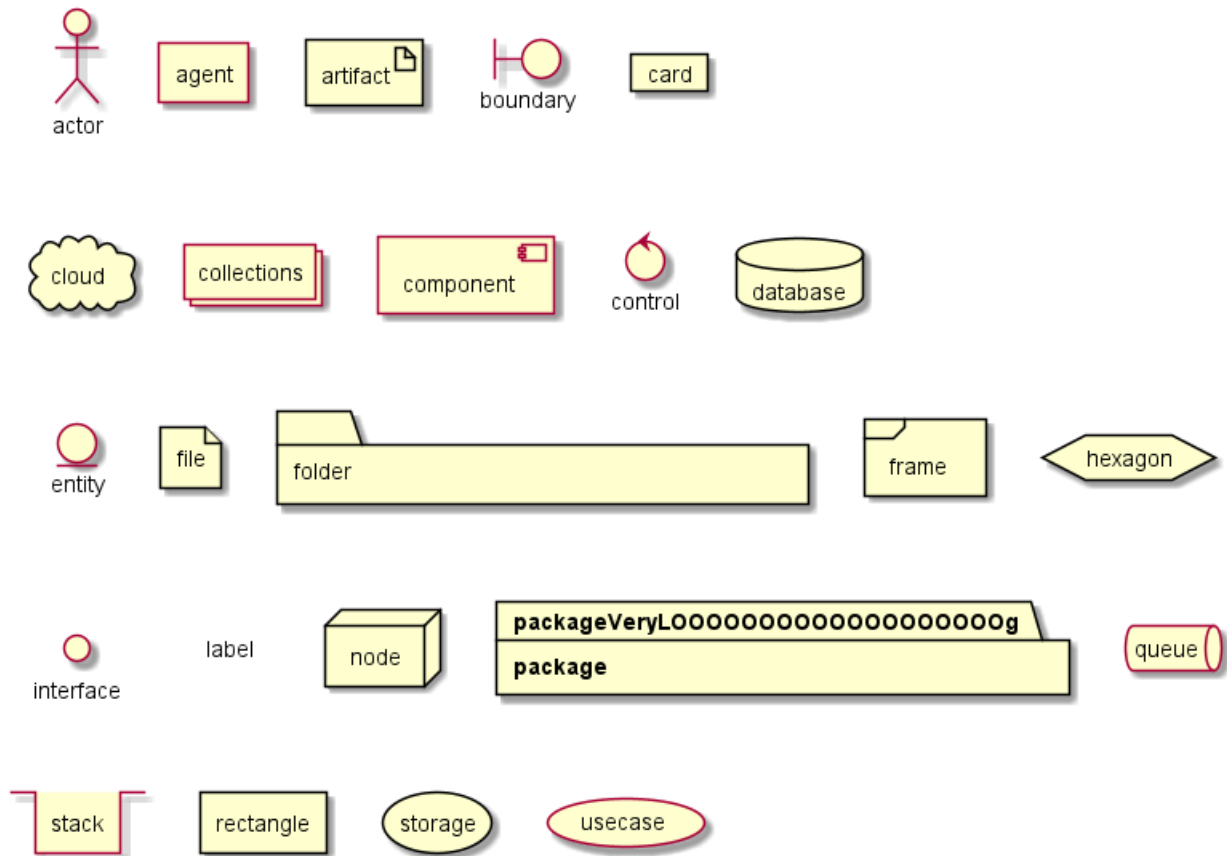 actor
agent
artifact
boundary
card
cloud
collections
component
control
database
entity
file
folder
frame
hexagon
interface
label
node
packageVeryLOOOOOOOOOOOOOOOOOOOg
package
queue
stack
rectangle
storage
usecase